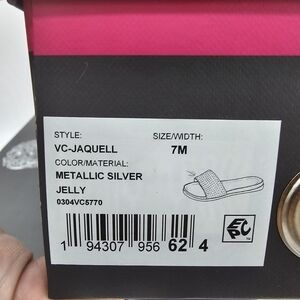 STYLE: SIZE/WIDTH:
VC-JAQUELL 7M
COLOR/MATERIAL:
METALLIC SILVER
JELLY
0304VC5770
1 94307 956 62 4